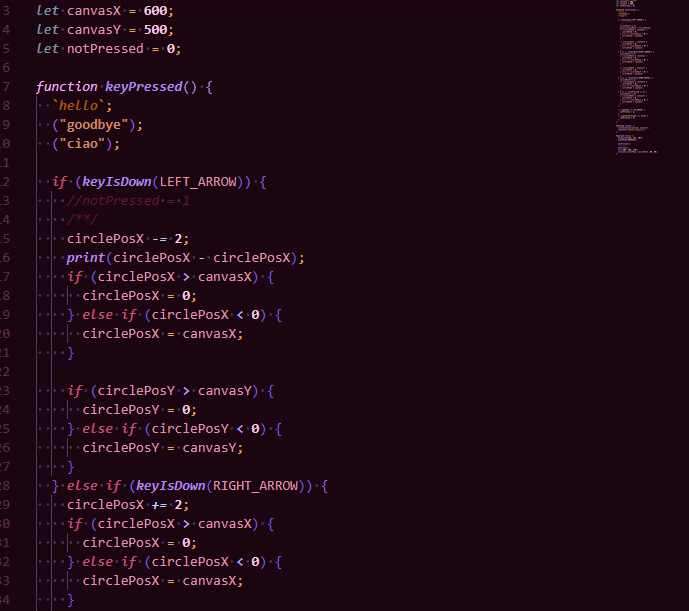 3 let canvasX = 600;
4 let canvasY = 500;
5 let notPressed = 0;
6
7 function keyPressed() {
8   `hello`;
9   ("goodbye");
10   ("ciao");
11
12   if (keyIsDown(LEFT_ARROW)) {
13     //notPressed = 1
14     /**/
15     circlePosX -= 2;
16     print(circlePosX - circlePosX);
17     if (circlePosX > canvasX) {
18       circlePosX = 0;
19     } else if (circlePosX < 0) {
20       circlePosX = canvasX;
21     }
22
23     if (circlePosY > canvasY) {
24       circlePosY = 0;
25     } else if (circlePosY < 0) {
26       circlePosY = canvasY;
27     }
28   } else if (keyIsDown(RIGHT_ARROW)) {
29     circlePosX += 2;
30     if (circlePosX > canvasX) {
31       circlePosX = 0;
32     } else if (circlePosX < 0) {
33       circlePosX = canvasX;
34     }